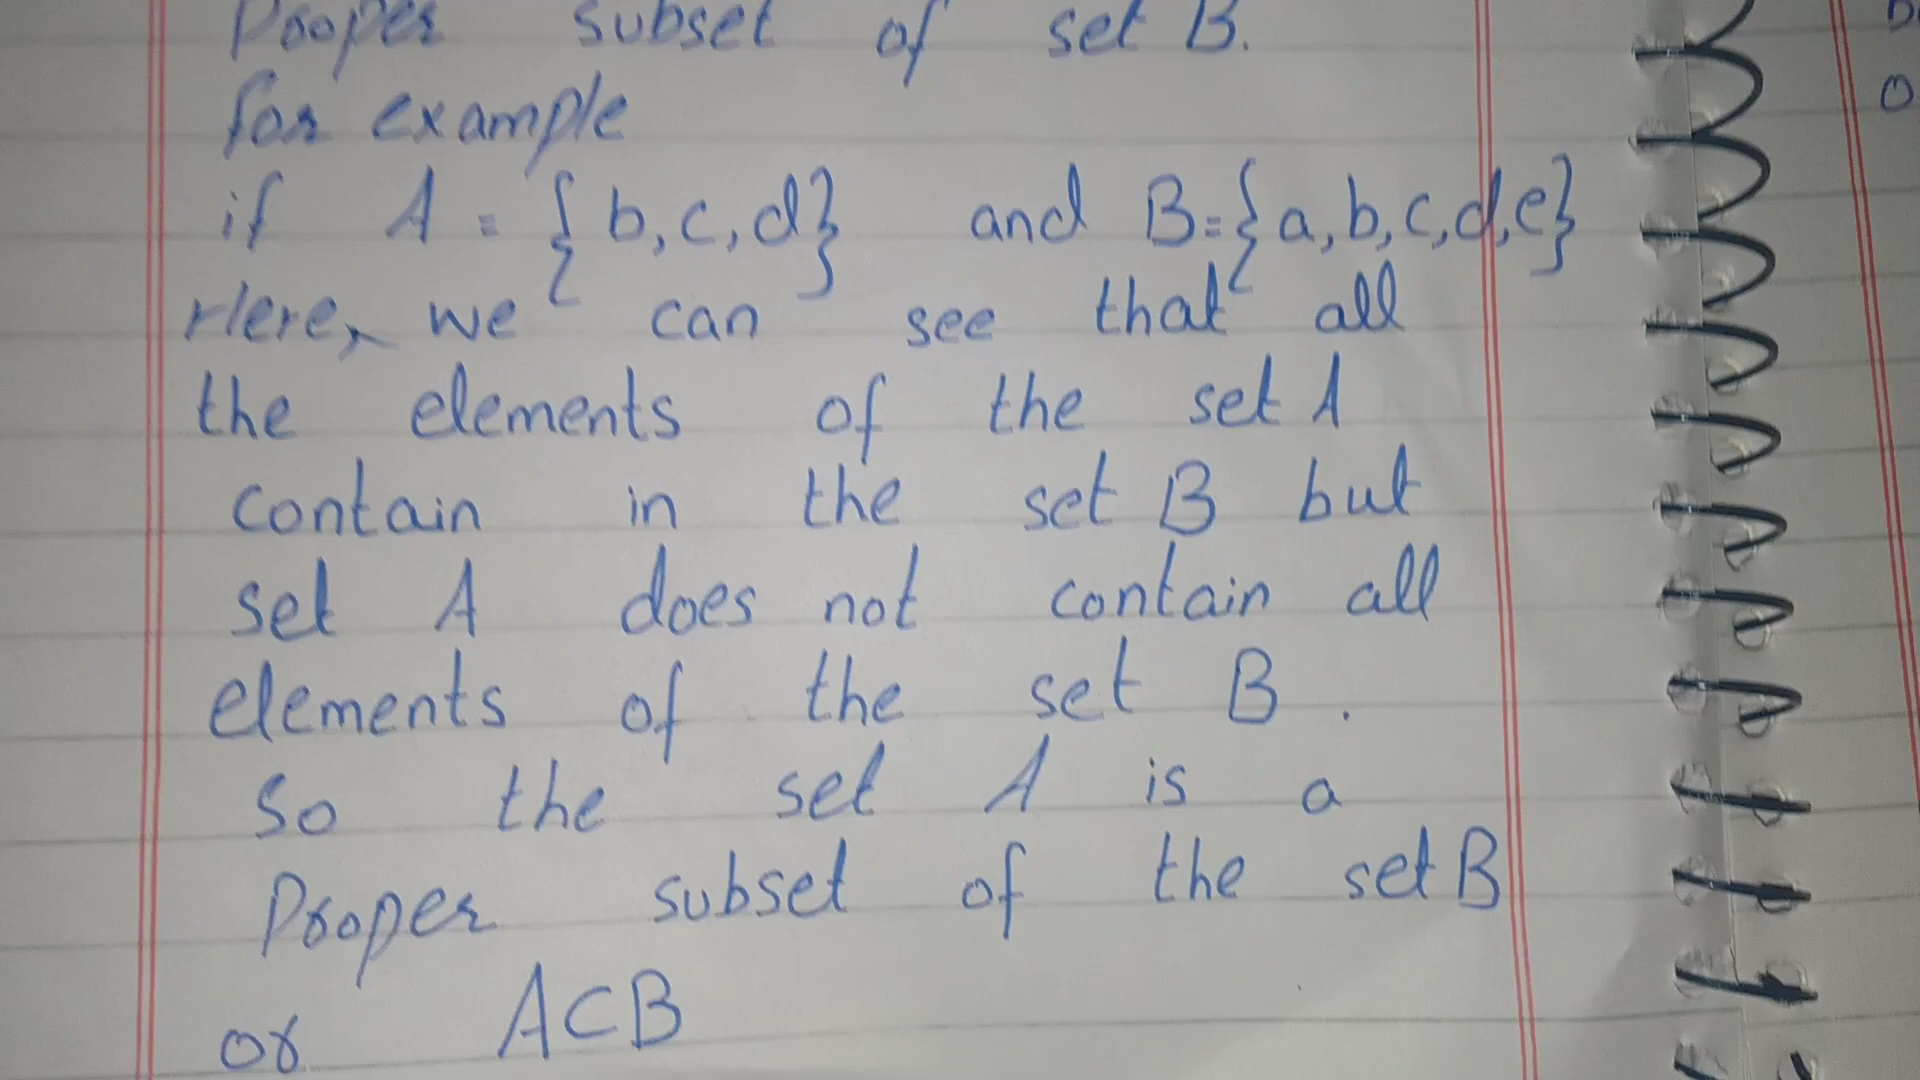 Proper subset of set B.
for example
if A = {b,c,d} and B={a,b,c,d,e}
Here, we can see that all
the elements of the set A
contain in the set B but
set A does not contain all
elements of the set B.
So the set A is a
Proper subset of the set B
or A⊂B